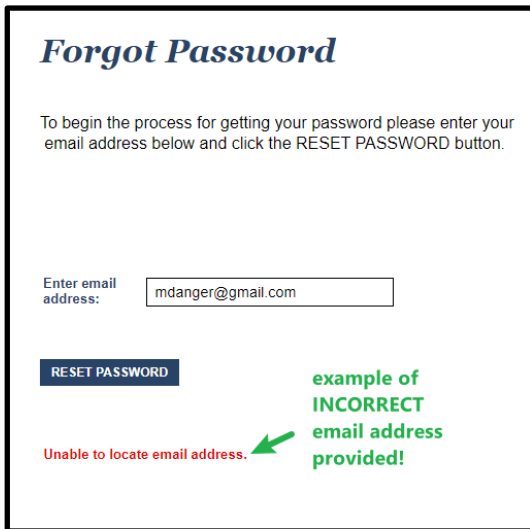 Forgot Password
To begin the process for getting your password please enter your
email address below and click the RESET PASSWORD button.
Enter email
address:
mdanger@gmail.com
RESET PASSWORD
example of
INCORRECT
email address
provided!
Unable to locate email address.